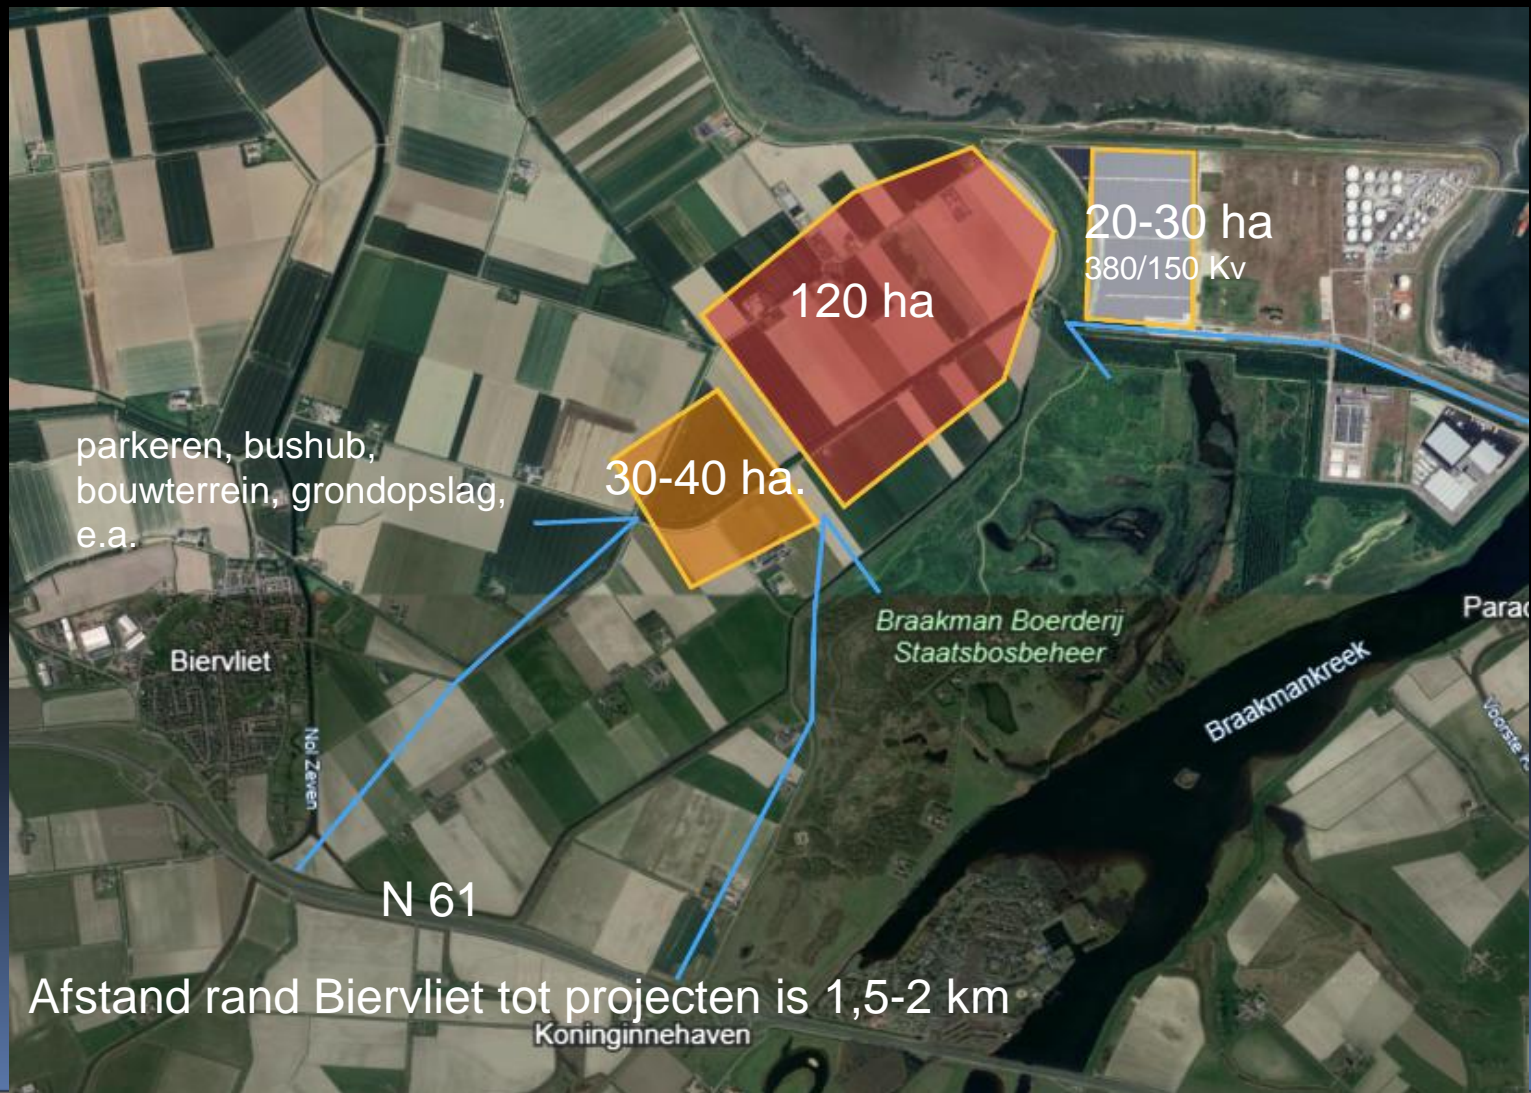 20-30 ha
380/150 Kv
120 ha
parkeren, bushub,
bouwterrein, grondopslag,
e.a.
30-40 ha.
Braakman Boerderij
Staatsbosbeheer
Biervliet
Braakmankreek
Nol Zeven
N 61
Afstand rand Biervliet tot projecten is 1,5-2 km
Koninginnehaven